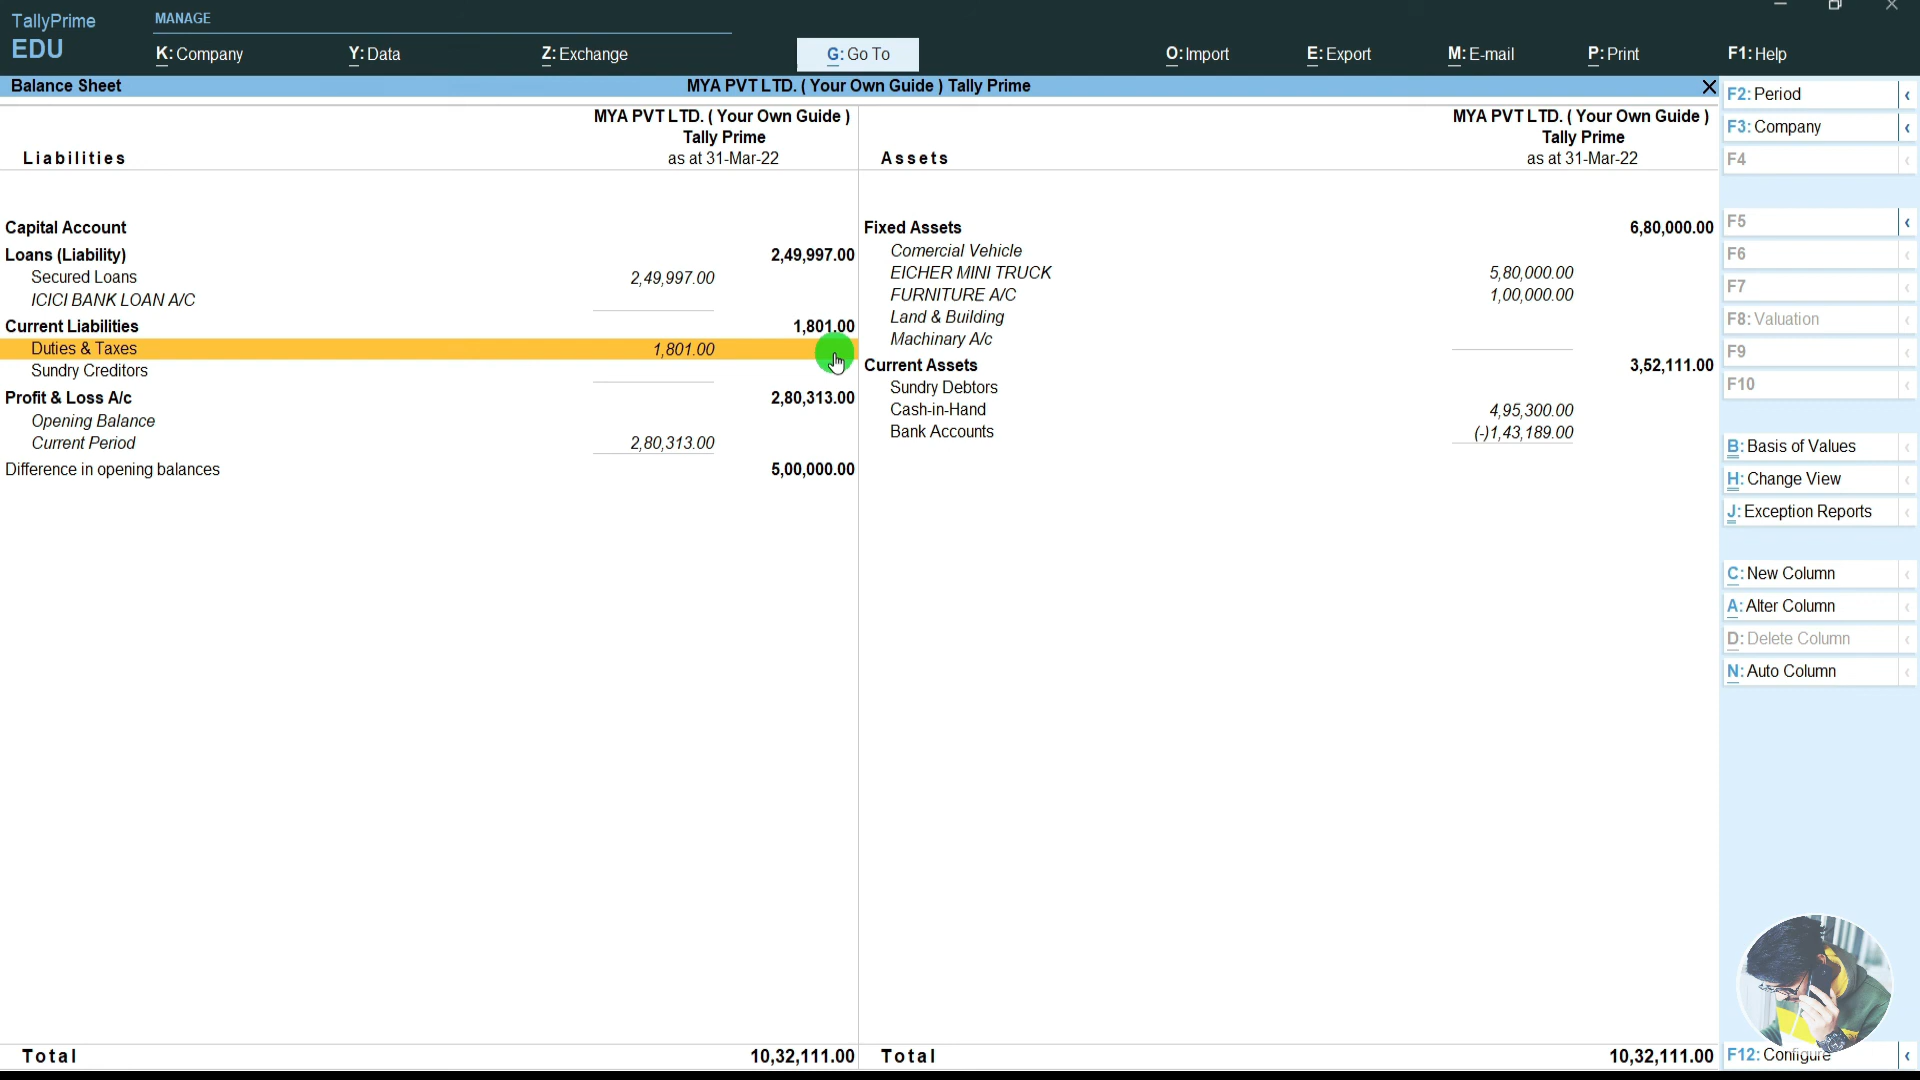 TallyPrime
EDU
MANAGE
K: Company
Y: Data
Z: Exchange
G: Go To
O: Import
E: Export
M: E-mail
P: Print
F1: Help
Balance Sheet
MYA PVT LTD. ( Your Own Guide ) Tally Prime
Liabilities
MYA PVT LTD. ( Your Own Guide )
Tally Prime
as at 31-Mar-22
Capital Account
Loans (Liability) 2,49,997.00
Secured Loans 2,49,997.00
ICICI BANK LOAN A/C
Current Liabilities 1,801.00
Duties & Taxes 1,801.00
Sundry Creditors
Profit & Loss A/c 2,80,313.00
Opening Balance
Current Period 2,80,313.00
Difference in opening balances 5,00,000.00
Total 10,32,111.00
Assets
MYA PVT LTD. ( Your Own Guide )
Tally Prime
as at 31-Mar-22
Fixed Assets 6,80,000.00
Comercial Vehicle
EICHER MINI TRUCK 5,80,000.00
FURNITURE A/C 1,00,000.00
Land & Building
Machinary A/c
Current Assets 3,52,111.00
Sundry Debtors
Cash-in-Hand 4,95,300.00
Bank Accounts (-)1,43,189.00
Total 10,32,111.00
F2: Period
F3: Company
F4
F5
F6
F7
F8: Valuation
F9
F10
B: Basis of Values
H: Change View
J: Exception Reports
C: New Column
A: Alter Column
D: Delete Column
N: Auto Column
F12: Configure